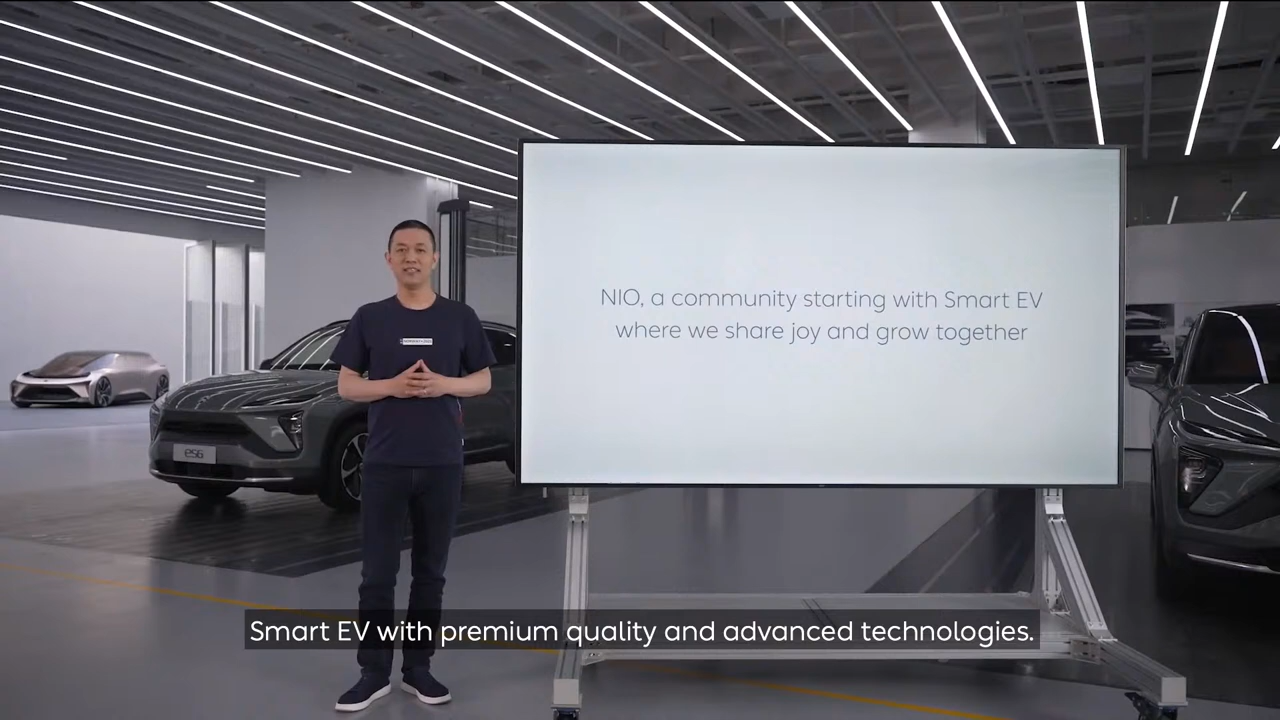 NIO, a community starting with Smart EV
where we share joy and grow together
es6
Smart EV with premium quality and advanced technologies.